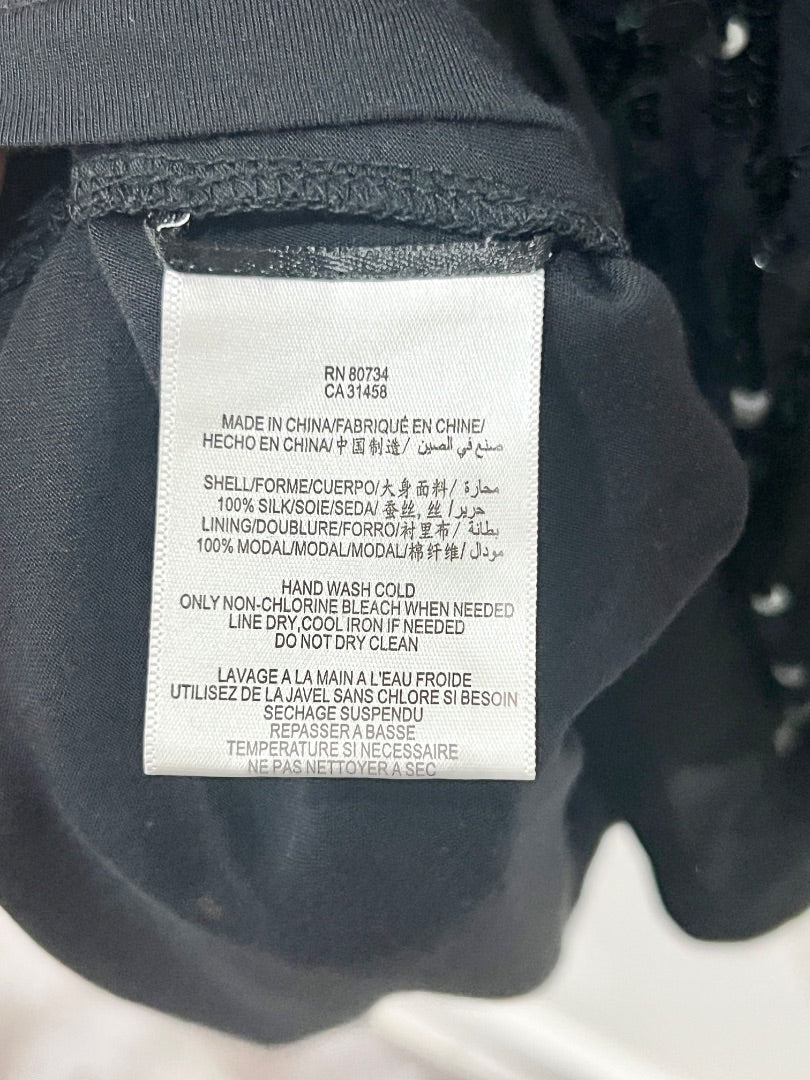 RN 80734
CA 31458
MADE IN CHINA/FABRIQUÉ EN CHINE/
HECHO EN CHINA/中国制造/ صنع في الصين
SHELL/FORME/CUERPO/大身面料/ محارة
100% SILK/SOIE/SEDA/ 蚕丝, 丝 /حرير
LINING/DOUBLURE/FORRO/衬里布/ بطانة
100% MODAL/MODAL/MODAL/棉纤维/ مودال
HAND WASH COLD
ONLY NON-CHLORINE BLEACH WHEN NEEDED
LINE DRY,COOL IRON IF NEEDED
DO NOT DRY CLEAN
LAVAGE A LA MAIN A L'EAU FROIDE
UTILISEZ DE LA JAVEL SANS CHLORE SI BESOIN
SECHAGE SUSPENDU
REPASSER A BASSE
TEMPERATURE SI NECESSAIRE
NE PAS NETTOYER A SEC